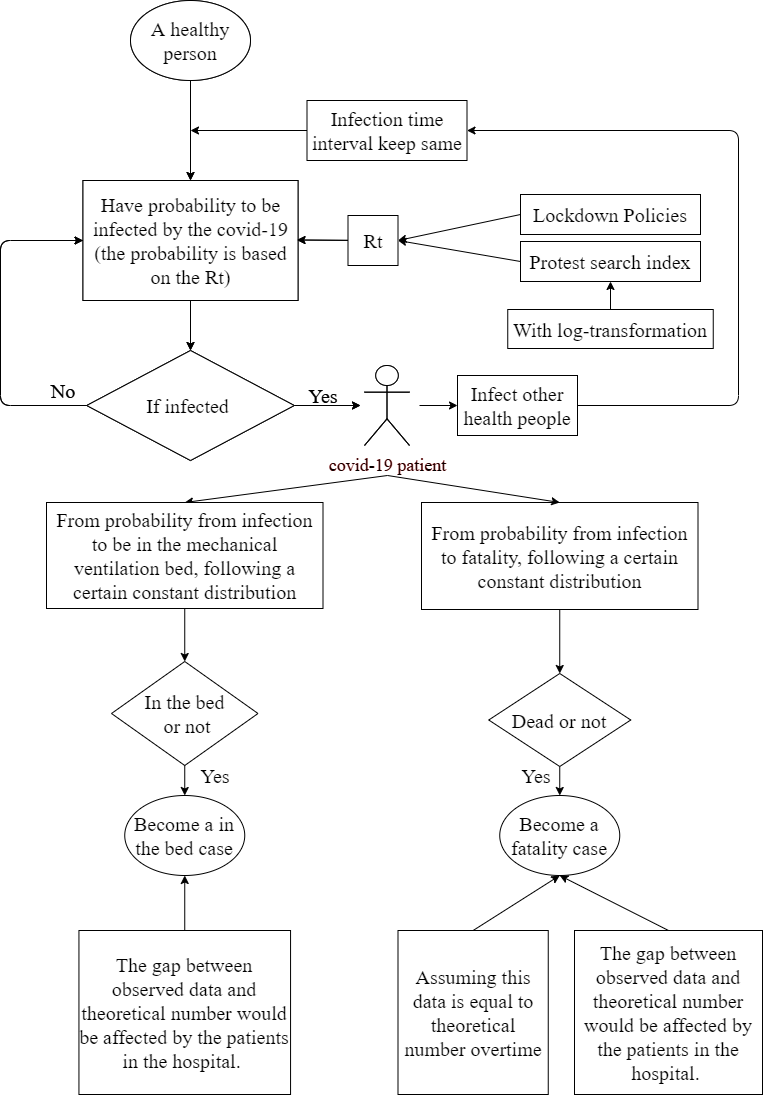 A healthy
person
Infection time
interval keep same
Have probability to be
infected by the covid-19
(the probability is based
on the Rt)
Rt
Lockdown Policies
Protest search index
With log-transformation
No
If infected
Yes
Infect other
health people
covid-19 patient
From probability from infection
to be in the mechanical
ventilation bed, following a
certain constant distribution
From probability from infection
to fatality, following a certain
constant distribution
In the bed
or not
Dead or not
Yes
Yes
Become a in
the bed case
Become a
fatality case
The gap between
observed data and
theoretical number would
be affected by the patients
in the hospital.
Assuming this
data is equal to
theoretical
number overtime
The gap between
observed data and
theoretical number
would be affected by
the patients in the
hospital.